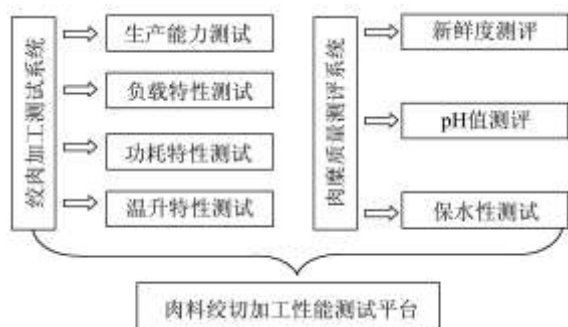 绞肉加工测试系统
生产能力测试
负载特性测试
功耗特性测试
温升特性测试
肉糜质量测评系统
新鲜度测评
pH值测评
保水性测试
肉料绞切加工性能测试平台